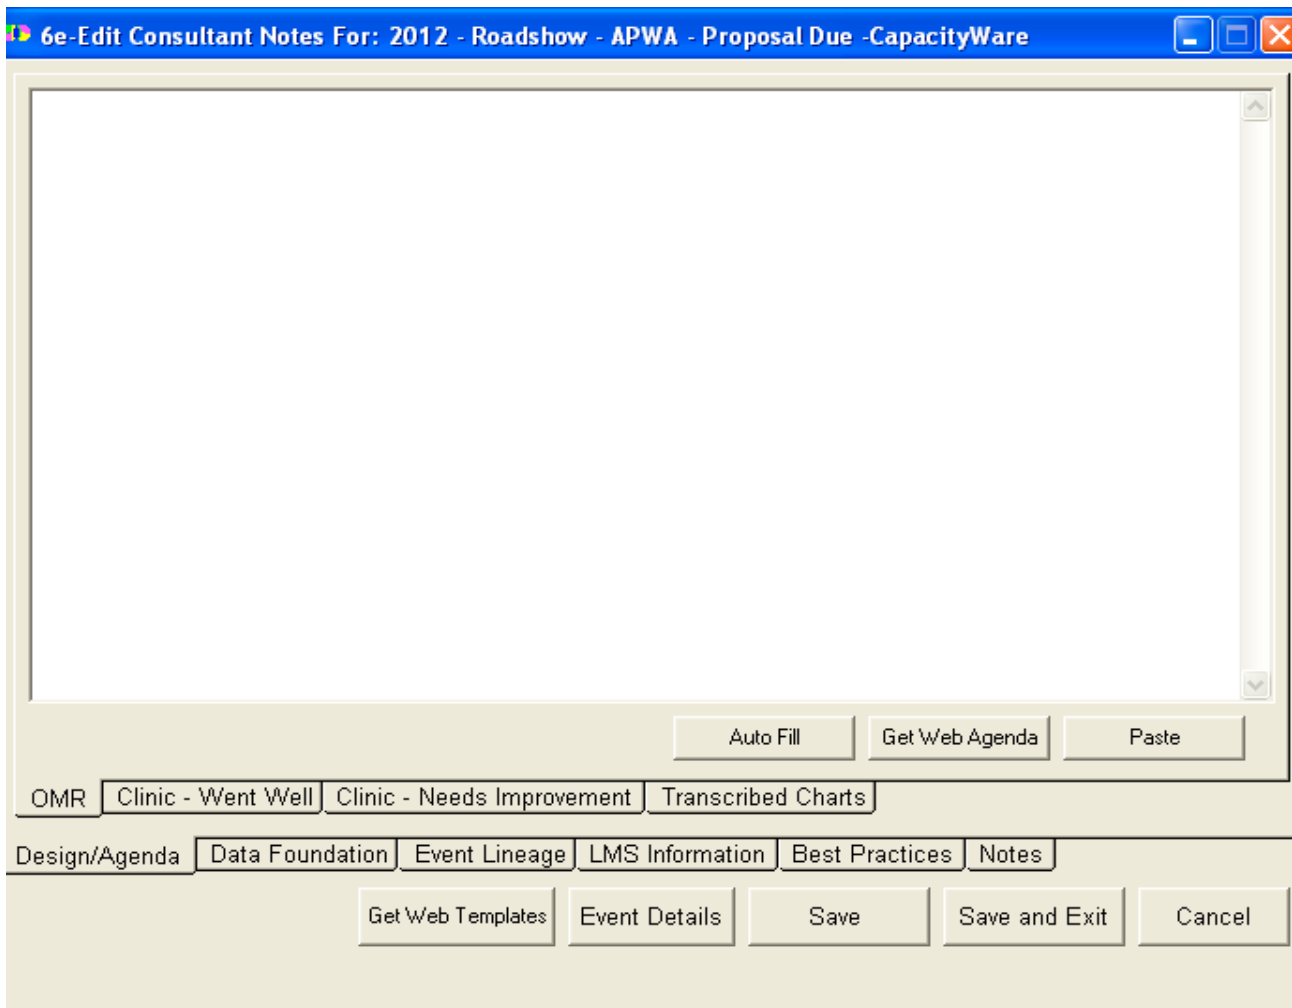 6e-Edit Consultant Notes For: 2012 - Roadshow - APWA - Proposal Due -CapacityWare
Auto Fill Get Web Agenda Paste
OMR Clinic - Went Well Clinic - Needs Improvement Transcribed Charts
Design/Agenda Data Foundation Event Lineage LMS Information Best Practices Notes
Get Web Templates Event Details Save Save and Exit Cancel